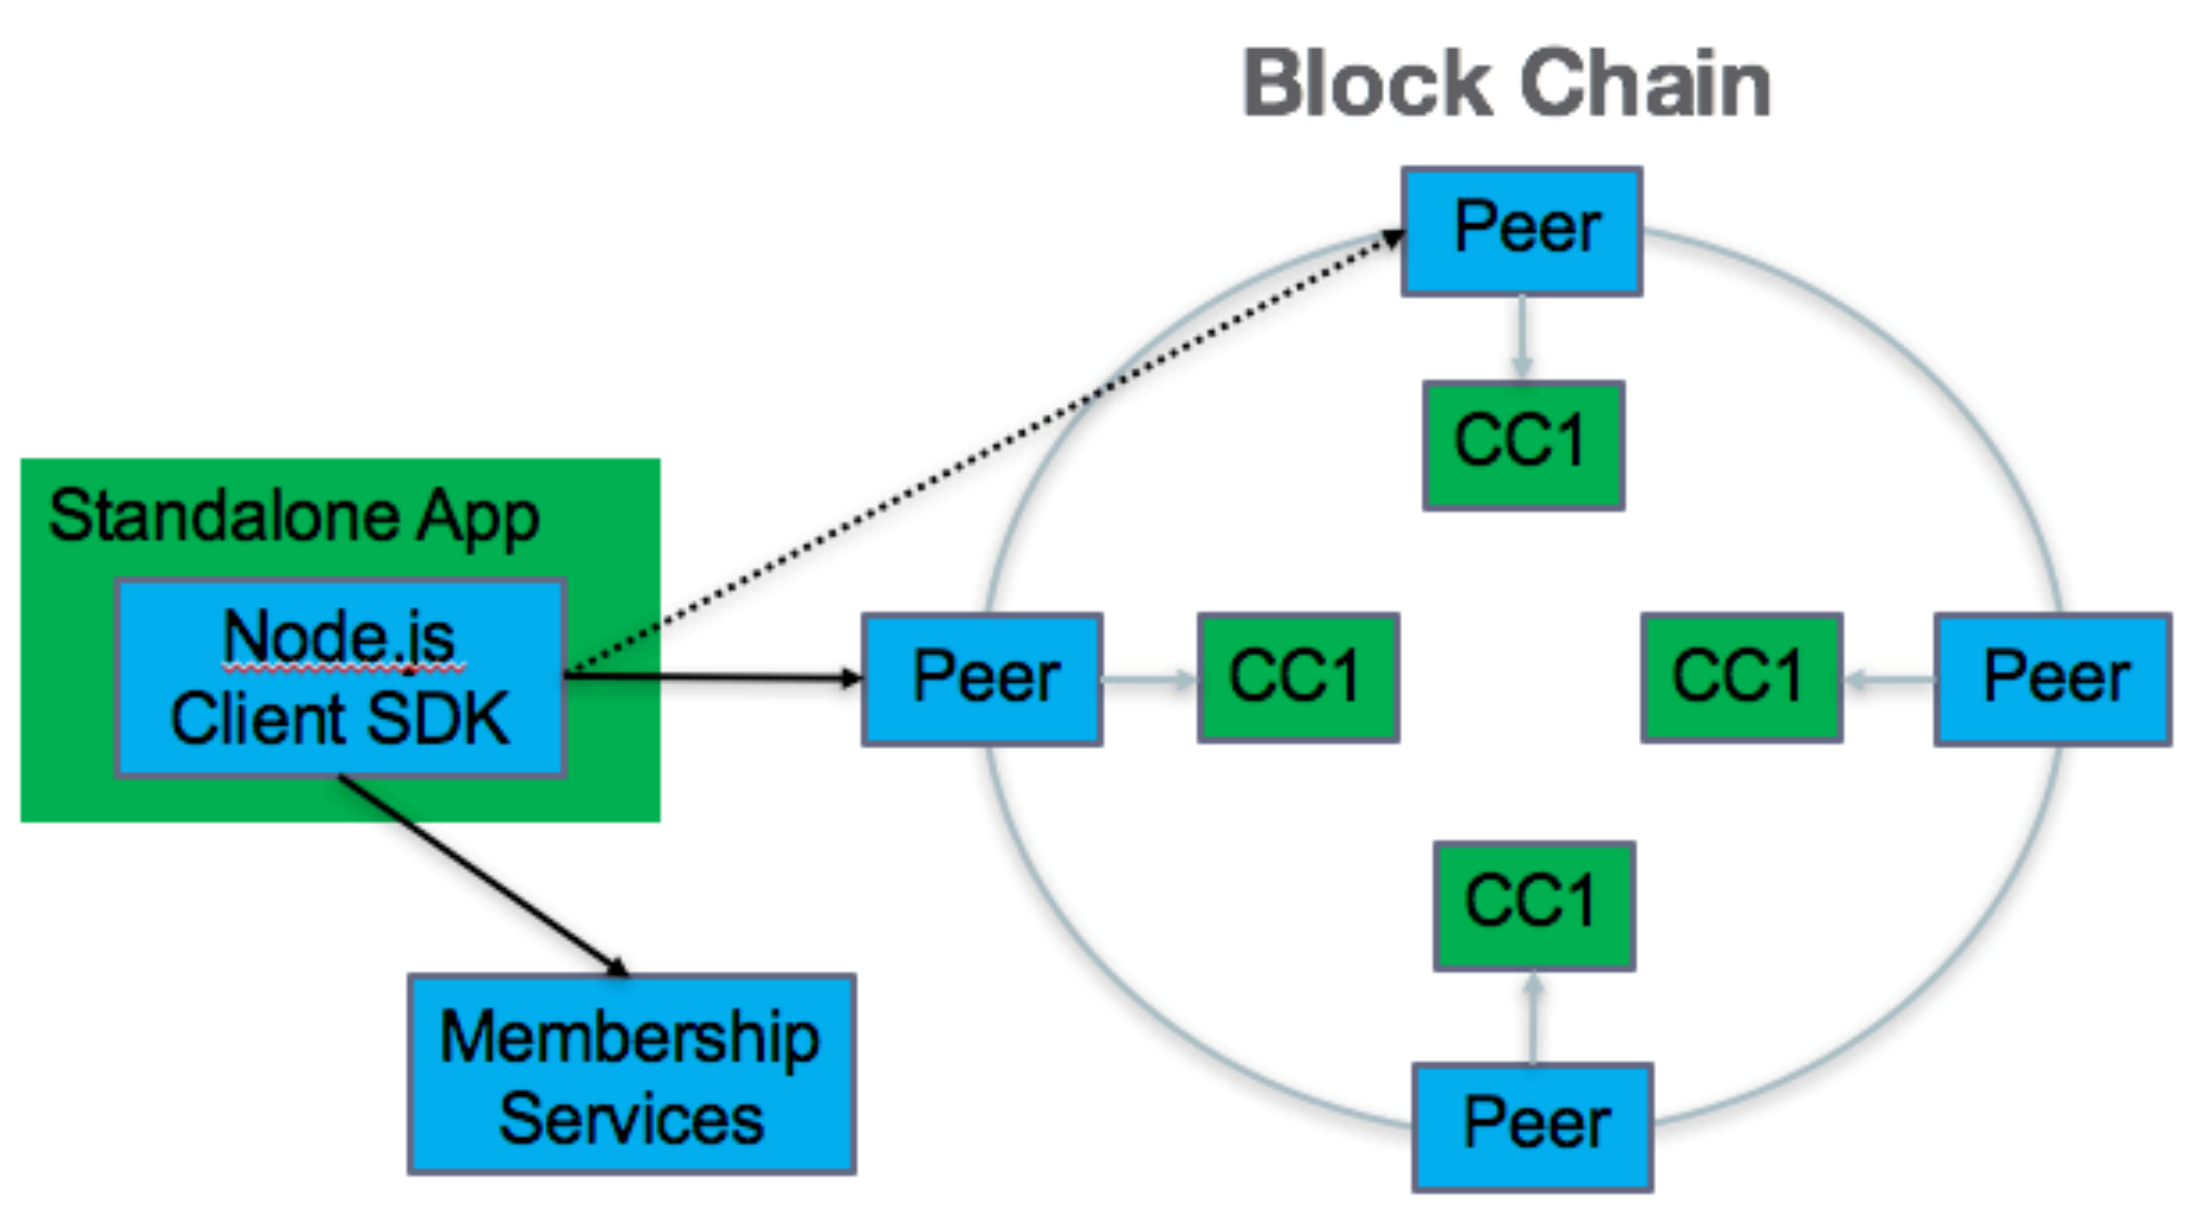 Block Chain
Peer
CC1
Standalone App
Node.js
Client SDK
Peer
CC1
CC1
Peer
CC1
Membership
Services
Peer